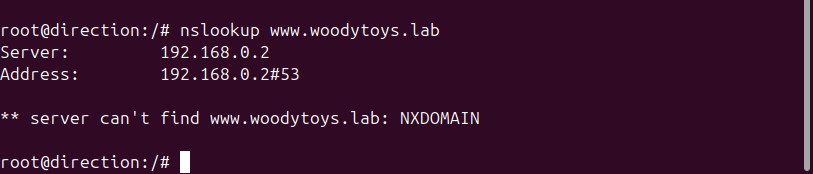 root@direction:/# nslookup www.woodytoys.lab
Server:         192.168.0.2
Address:        192.168.0.2#53
** server can't find www.woodytoys.lab: NXDOMAIN
root@direction:/#